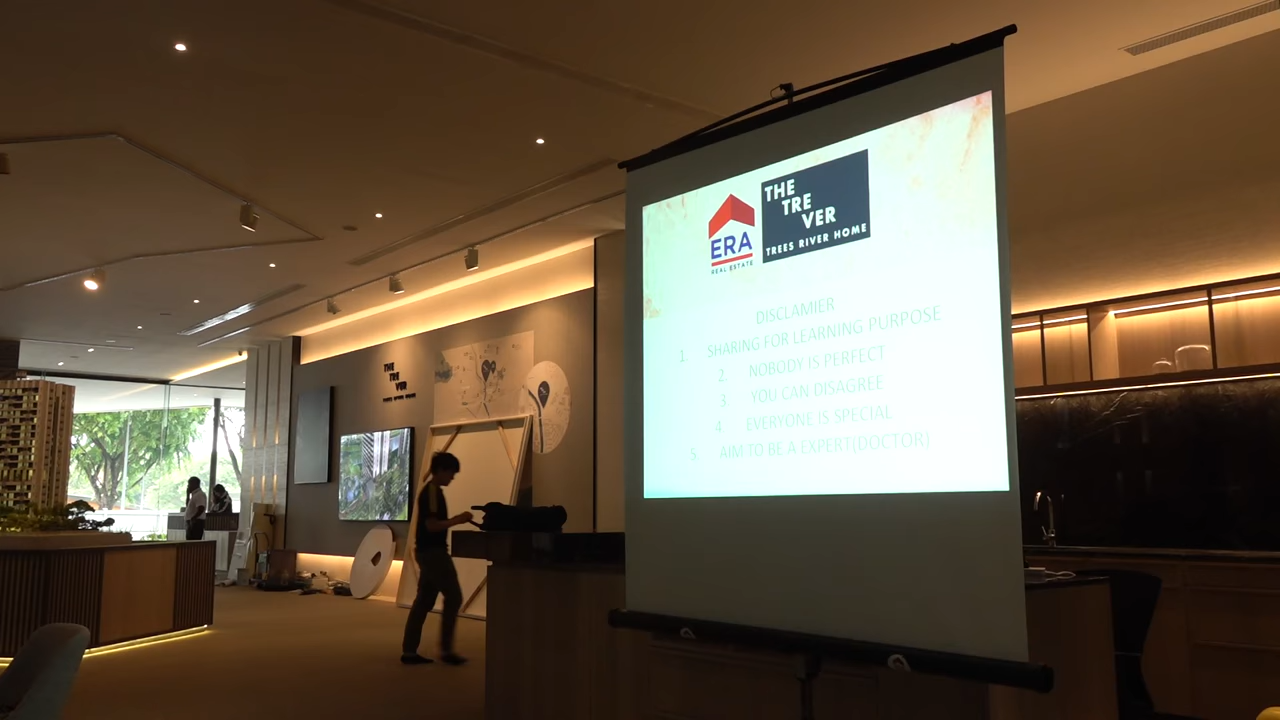 THE
TRE
VER
TREES RIVER HOME
ERA
REAL ESTATE
DISCLAMIER
1. SHARING FOR LEARNING PURPOSE
2. NOBODY IS PERFECT
3. YOU CAN DISAGREE
4. EVERYONE IS SPECIAL
5. AIM TO BE A EXPERT(DOCTOR)
THE
TRE
VER